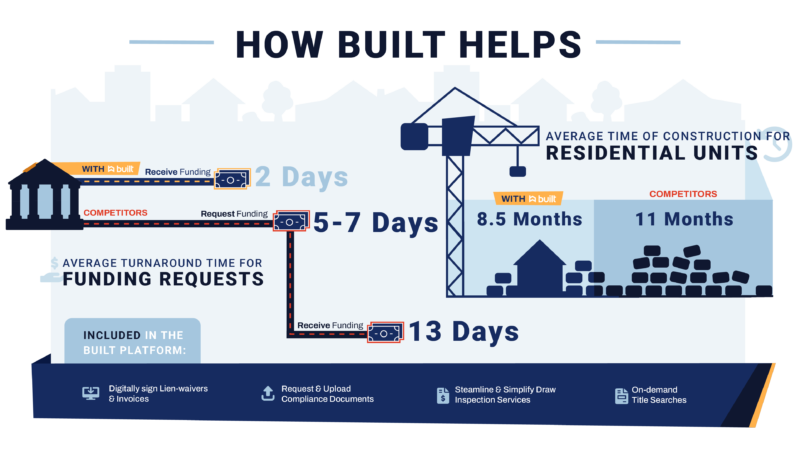 HOW BUILT HELPS
WITH built
Receive Funding
2 Days
COMPETITORS
Request Funding
5-7 Days
$
AVERAGE TURNAROUND TIME FOR
FUNDING REQUESTS
Receive Funding
13 Days
AVERAGE TIME OF CONSTRUCTION FOR
RESIDENTIAL UNITS
WITH built
8.5 Months
COMPETITORS
11 Months
INCLUDED IN THE
BUILT PLATFORM:
Digitally sign Lien-waivers
& Invoices
Request & Upload
Compliance Documents
$
Steamline & Simplify Draw
Inspection Services
On-demand
Title Searches